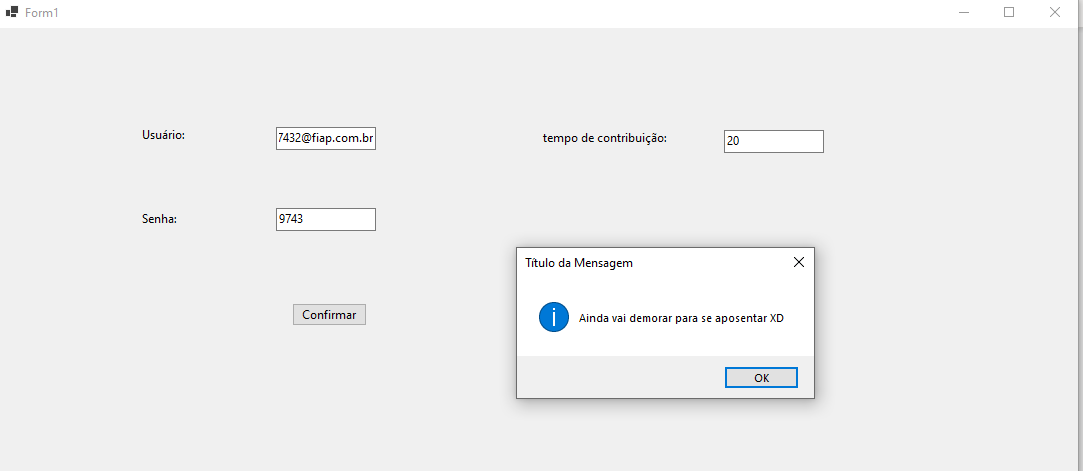 Form1
Usuário:
7432@fiap.com.br
tempo de contribuição:
20
Senha:
9743
Confirmar
Título da Mensagem
Ainda vai demorar para se aposentar XD
OK